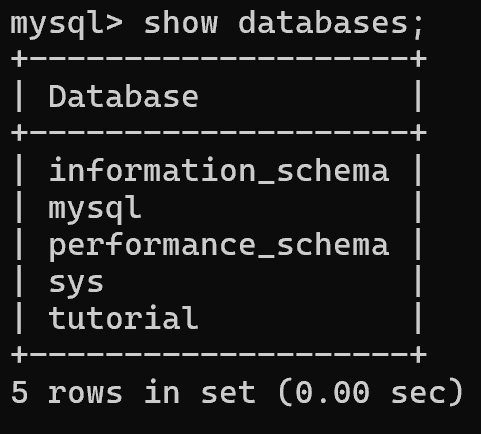 mysql> show databases;
+--------------------+
| Database           |
+--------------------+
| information_schema |
| mysql              |
| performance_schema |
| sys                |
| tutorial           |
+--------------------+
5 rows in set (0.00 sec)